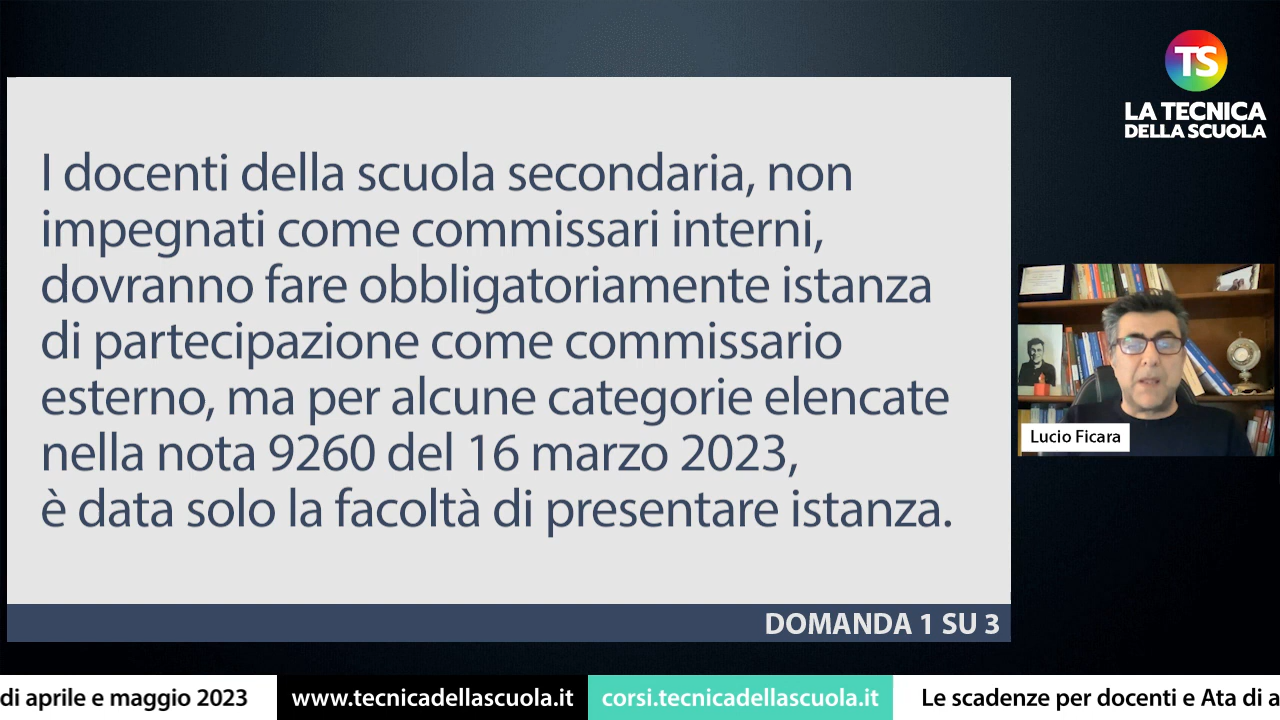 TS
LA TECNICA
DELLA SCUOLA
I docenti della scuola secondaria, non
impegnati come commissari interni,
dovranno fare obbligatoriamente istanza
di partecipazione come commissario
esterno, ma per alcune categorie elencate
nella nota 9260 del 16 marzo 2023,
è data solo la facoltà di presentare istanza.
Lucio Ficara
DOMANDA 1 SU 3
di aprile e maggio 2023 www.tecnicadellascuola.it corsi.tecnicadellascuola.it Le scadenze per docenti e Ata di a